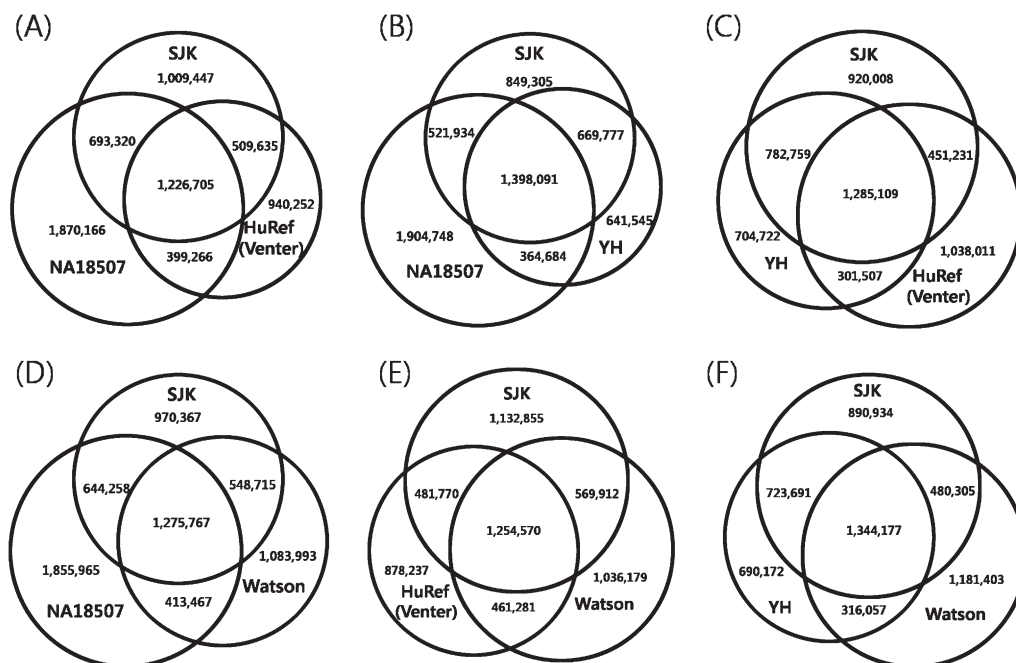 (A)
SJK
1,009,447
693,320
509,635
1,226,705
940,252
1,870,166
HuRef
(Venter)
NA18507
399,266
(B)
SJK
849,305
521,934
669,777
1,398,091
641,545
1,904,748
YH
NA18507
364,684
(C)
SJK
920,008
782,759
451,231
1,285,109
704,722
1,038,011
YH
301,507
HuRef
(Venter)
(D)
SJK
970,367
644,258
548,715
1,275,767
1,083,993
1,855,965
Watson
NA18507
413,467
(E)
SJK
1,132,855
481,770
569,912
1,254,570
878,237
1,036,179
HuRef
(Venter)
Watson
461,281
(F)
SJK
890,934
723,691
480,305
1,344,177
690,172
1,181,403
YH
316,057
Watson